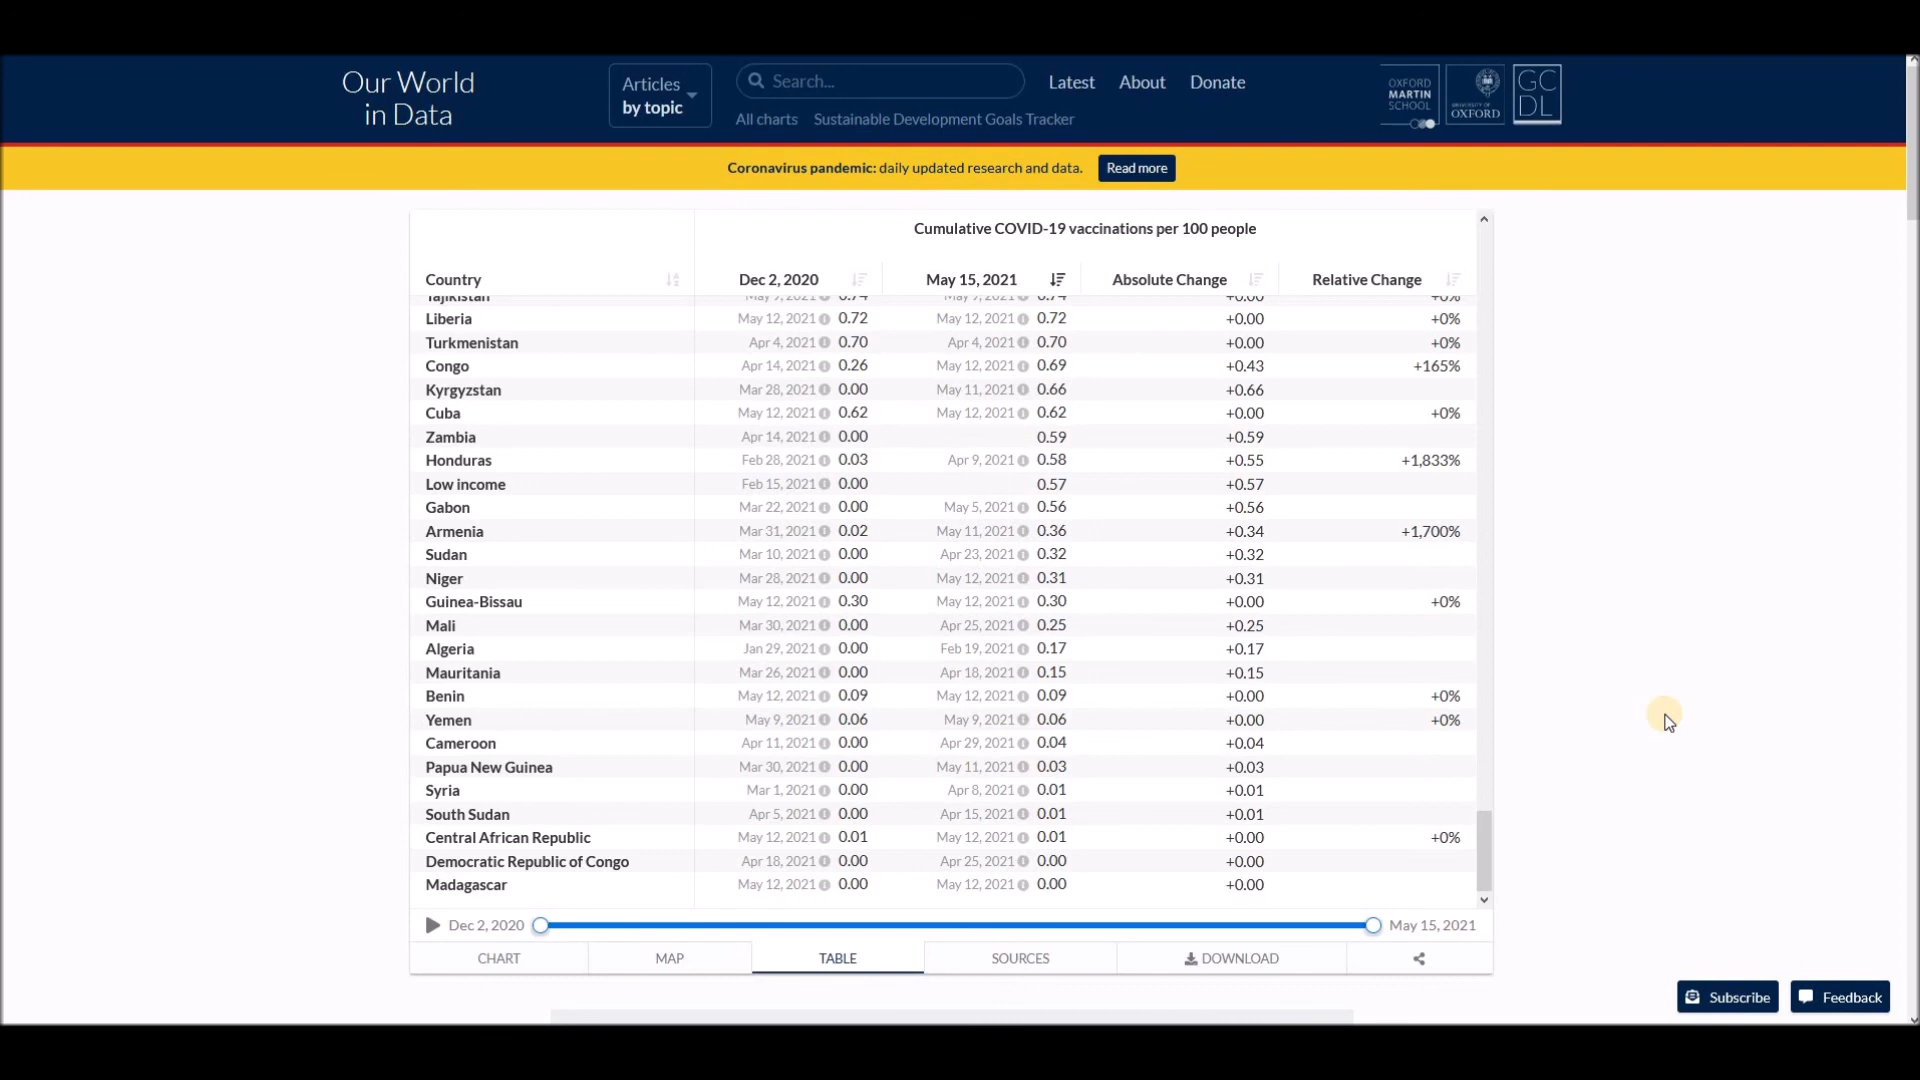 Our World
in Data
Articles
by topic
Search...
Latest
About
Donate
All charts
Sustainable Development Goals Tracker
OXFORD
MARTIN
SCHOOL
UNIVERSITY OF
OXFORD
GC
DL
Coronavirus pandemic: daily updated research and data.
Read more
Cumulative COVID-19 vaccinations per 100 people
Country Dec 2, 2020 May 15, 2021 Absolute Change Relative Change
Tajikistan May 9, 2021 0.74 May 9, 2021 0.74 +0.00 +0%
Liberia May 12, 2021 0.72 May 12, 2021 0.72 +0.00 +0%
Turkmenistan Apr 4, 2021 0.70 Apr 4, 2021 0.70 +0.00 +0%
Congo Apr 14, 2021 0.26 May 12, 2021 0.69 +0.43 +165%
Kyrgyzstan Mar 28, 2021 0.00 May 11, 2021 0.66 +0.66
Cuba May 12, 2021 0.62 May 12, 2021 0.62 +0.00 +0%
Zambia Apr 14, 2021 0.00 0.59 +0.59
Honduras Feb 28, 2021 0.03 Apr 9, 2021 0.58 +0.55 +1,833%
Low income Feb 15, 2021 0.00 0.57 +0.57
Gabon Mar 22, 2021 0.00 May 5, 2021 0.56 +0.56
Armenia Mar 31, 2021 0.02 May 11, 2021 0.36 +0.34 +1,700%
Sudan Mar 10, 2021 0.00 Apr 23, 2021 0.32 +0.32
Niger Mar 28, 2021 0.00 May 12, 2021 0.31 +0.31
Guinea-Bissau May 12, 2021 0.30 May 12, 2021 0.30 +0.00 +0%
Mali Mar 30, 2021 0.00 Apr 25, 2021 0.25 +0.25
Algeria Jan 29, 2021 0.00 Feb 19, 2021 0.17 +0.17
Mauritania Mar 26, 2021 0.00 Apr 18, 2021 0.15 +0.15
Benin May 12, 2021 0.09 May 12, 2021 0.09 +0.00 +0%
Yemen May 9, 2021 0.06 May 9, 2021 0.06 +0.00 +0%
Cameroon Apr 11, 2021 0.00 Apr 29, 2021 0.04 +0.04
Papua New Guinea Mar 30, 2021 0.00 May 11, 2021 0.03 +0.03
Syria Mar 1, 2021 0.00 Apr 8, 2021 0.01 +0.01
South Sudan Apr 5, 2021 0.00 Apr 15, 2021 0.01 +0.01
Central African Republic May 12, 2021 0.01 May 12, 2021 0.01 +0.00 +0%
Democratic Republic of Congo Apr 18, 2021 0.00 Apr 25, 2021 0.00 +0.00
Madagascar May 12, 2021 0.00 May 12, 2021 0.00 +0.00
Dec 2, 2020 May 15, 2021
CHART MAP TABLE SOURCES DOWNLOAD
Subscribe
Feedback